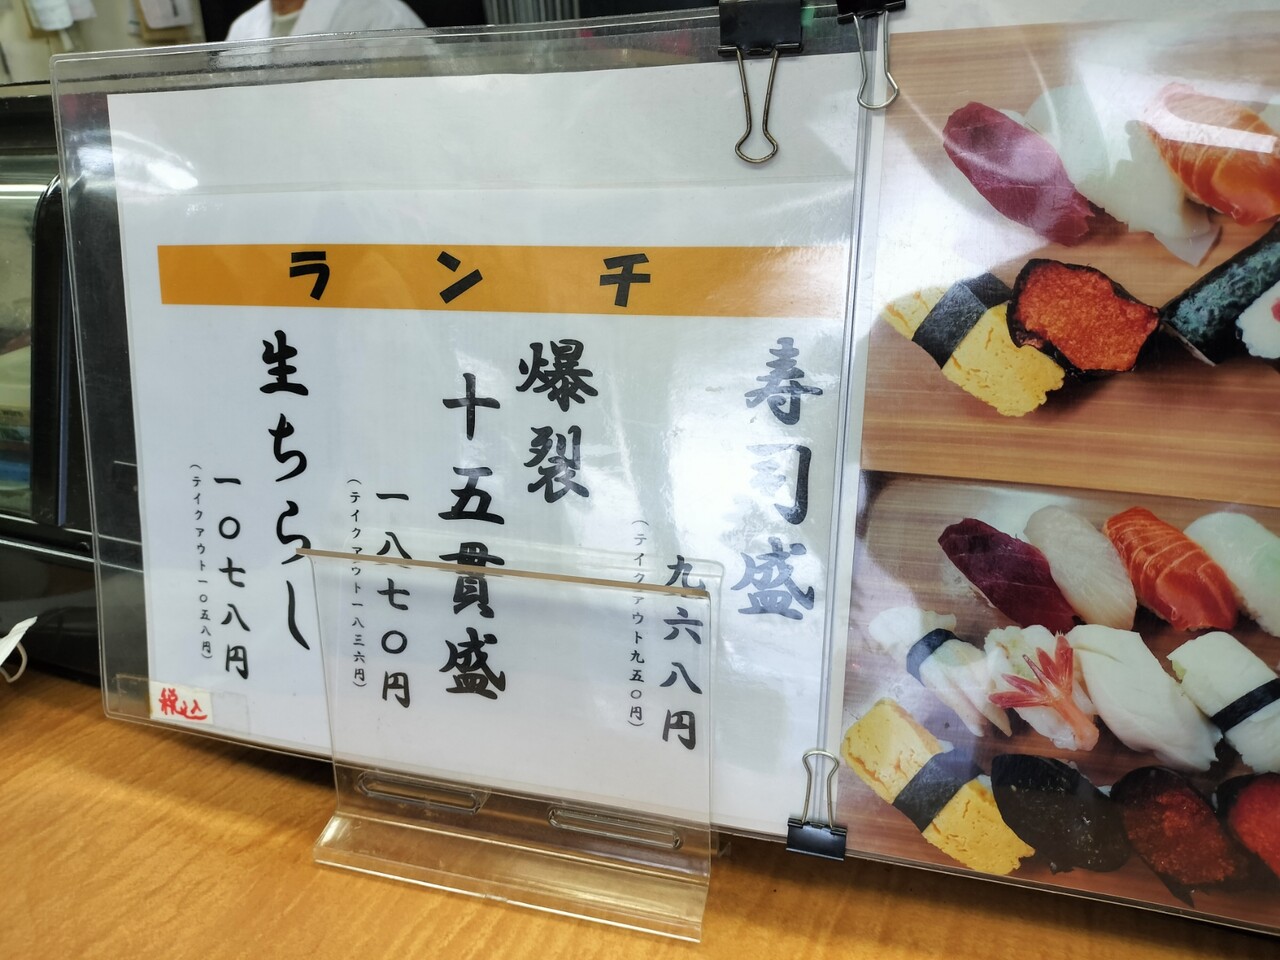 ランチ
寿司盛
九六八円
(テイクアウト九五〇円)
爆裂
十五貫盛
一八七〇円
(テイクアウト一八三六円)
生ちらし
一〇七八円
(テイクアウト一〇五八円)
税込